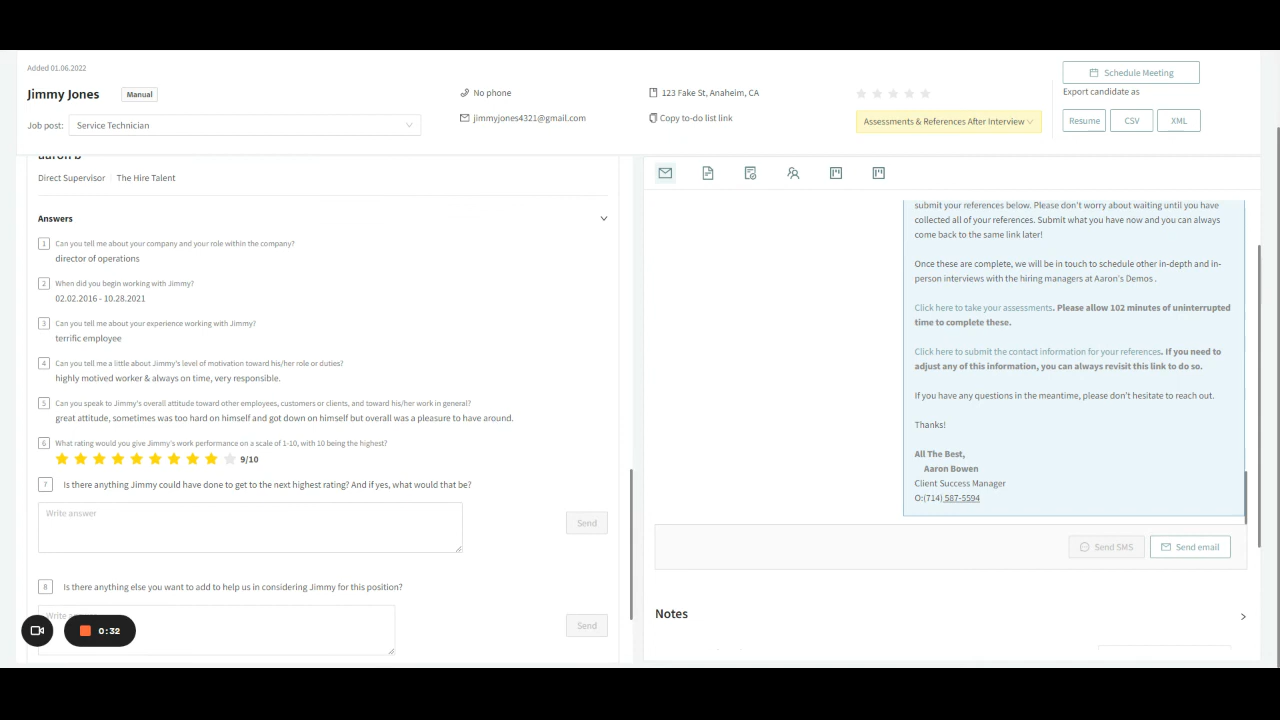 Added 01.06.2022
Jimmy Jones
Manual
Job post:
Service Technician
No phone
jimmyjones4321@gmail.com
123 Fake St, Anaheim, CA
Copy to-do list link
Assessments & References After Interview
Schedule Meeting
Export candidate as
Resume
CSV
XML
aaron b
Direct Supervisor
The Hire Talent
Answers
1 Can you tell me about your company and your role within the company?
director of operations
2 When did you begin working with Jimmy?
02.02.2016 - 10.28.2021
3 Can you tell me about your experience working with Jimmy?
terrific employee
4 Can you tell me a little about Jimmy's level of motivation toward his/her role or duties?
highly motived worker & always on time, very responsible.
5 Can you speak to Jimmy's overall attitude toward other employees, customers or clients, and toward his/her work in general?
great attitude, sometimes was too hard on himself and got down on himself but overall was a pleasure to have around.
6 What rating would you give Jimmy's work performance on a scale of 1-10, with 10 being the highest?
9/10
7 Is there anything Jimmy could have done to get to the next highest rating? And if yes, what would that be?
Write answer
Send
8 Is there anything else you want to add to help us in considering Jimmy for this position?
Send
0:32
submit your references below. Please don't worry about waiting until you have
collected all of your references. Submit what you have now and you can always
come back to the same link later!
Once these are complete, we will be in touch to schedule other in-depth and in-
person interviews with the hiring managers at Aaron's Demos .
Click here to take your assessments. Please allow 102 minutes of uninterrupted
time to complete these.
Click here to submit the contact information for your references. If you need to
adjust any of this information, you can always revisit this link to do so.
If you have any questions in the meantime, please don't hesitate to reach out.
Thanks!
All The Best,
Aaron Bowen
Client Success Manager
O:(714) 587-5594
Send SMS
Send email
Notes